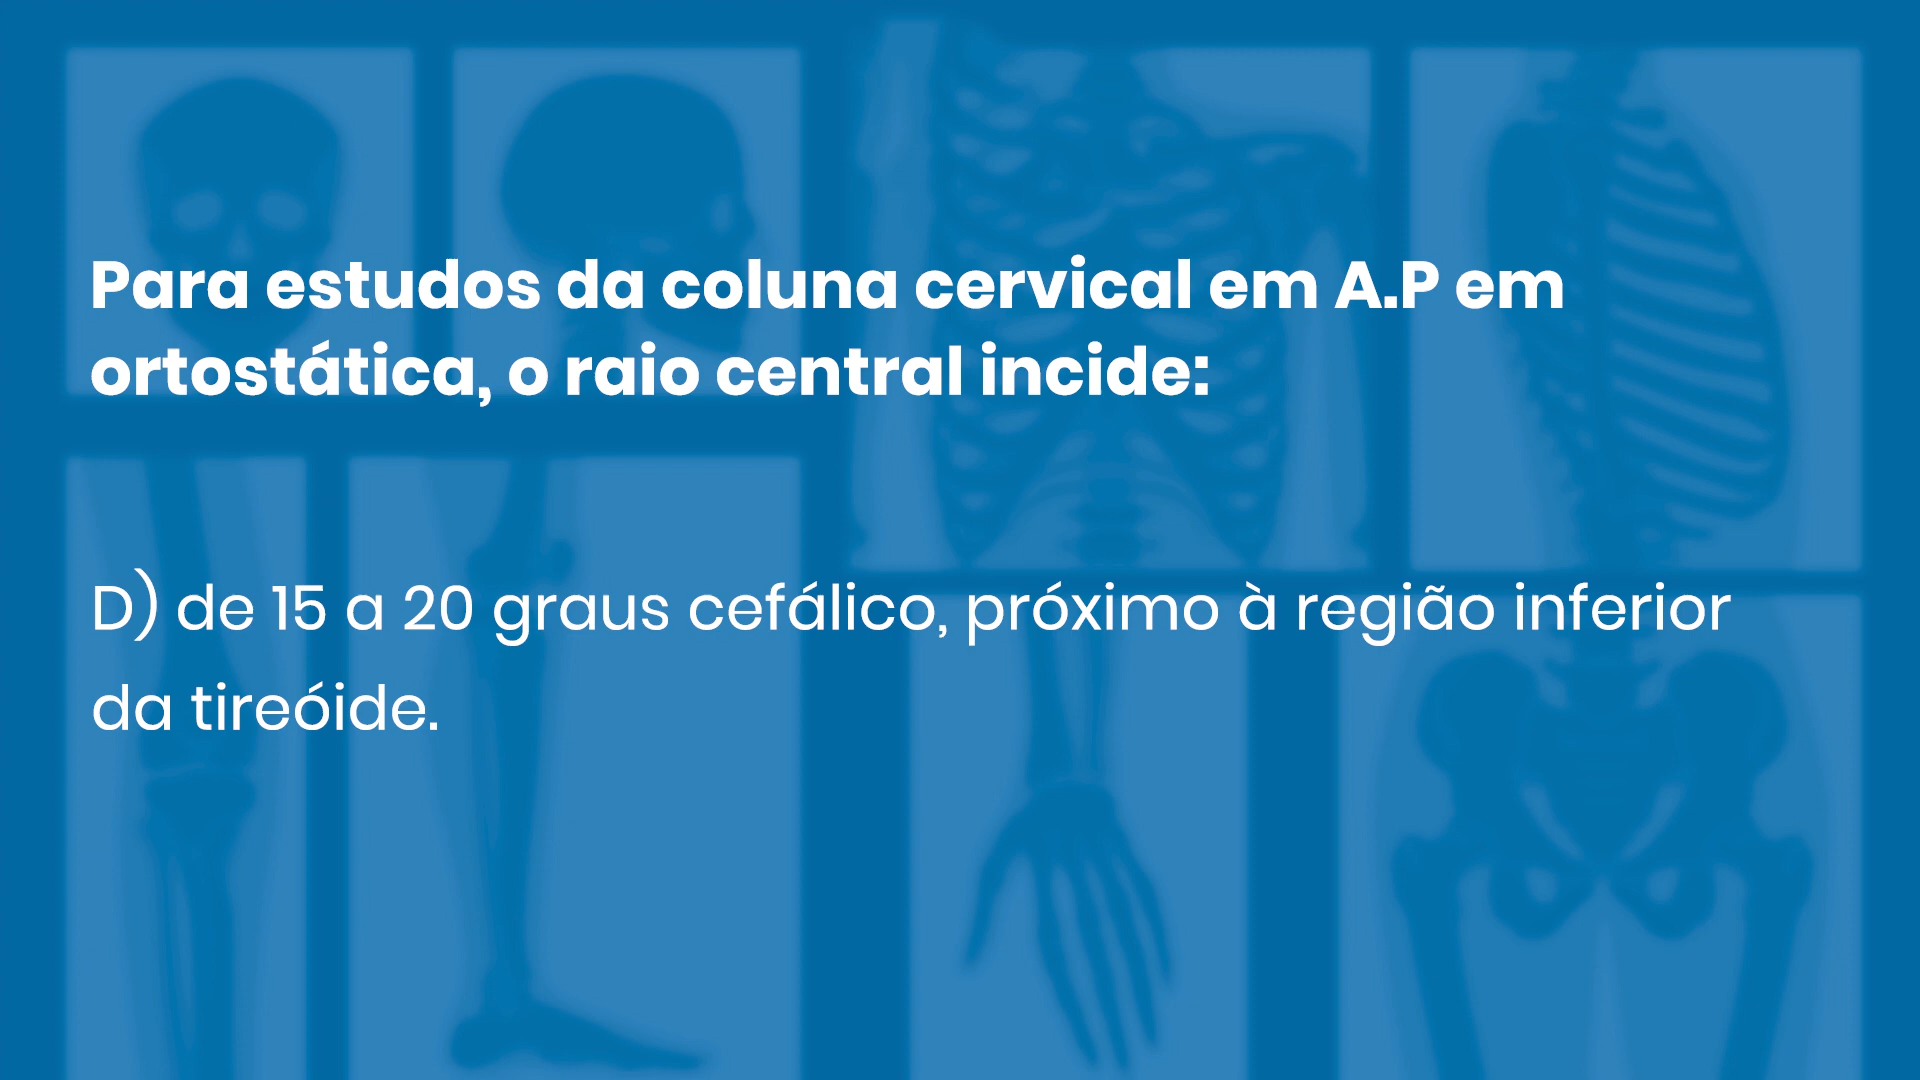 Para estudos da coluna cervical em A.P em
ortostática, o raio central incide:
D) de 15 a 20 graus cefálico, próximo à região inferior
da tireóide.